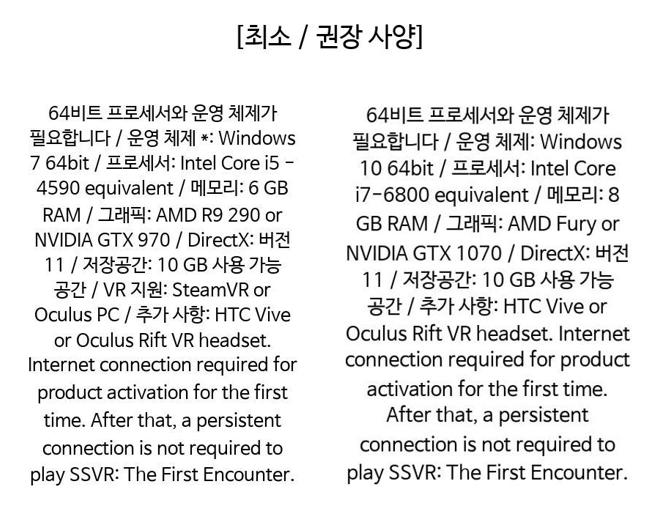 [최소 / 권장 사양]
64비트 프로세서와 운영 체제가
필요합니다 / 운영 체제 *: Windows
7 64bit / 프로세서: Intel Core i5 -
4590 equivalent / 메모리: 6 GB
RAM / 그래픽: AMD R9 290 or
NVIDIA GTX 970 / DirectX: 버전
11 / 저장공간: 10 GB 사용 가능
공간 / VR 지원: SteamVR or
Oculus PC / 추가 사항: HTC Vive
or Oculus Rift VR headset.
Internet connection required for
product activation for the first
time. After that, a persistent
connection is not required to
play SSVR: The First Encounter.
64비트 프로세서와 운영 체제가
필요합니다 / 운영 체제: Windows
10 64bit / 프로세서: Intel Core
i7-6800 equivalent / 메모리: 8
GB RAM / 그래픽: AMD Fury or
NVIDIA GTX 1070 / DirectX: 버전
11 / 저장공간: 10 GB 사용 가능
공간 / 추가 사항: HTC Vive or
Oculus Rift VR headset. Internet
connection required for product
activation for the first time.
After that, a persistent
connection is not required to
play SSVR: The First Encounter.